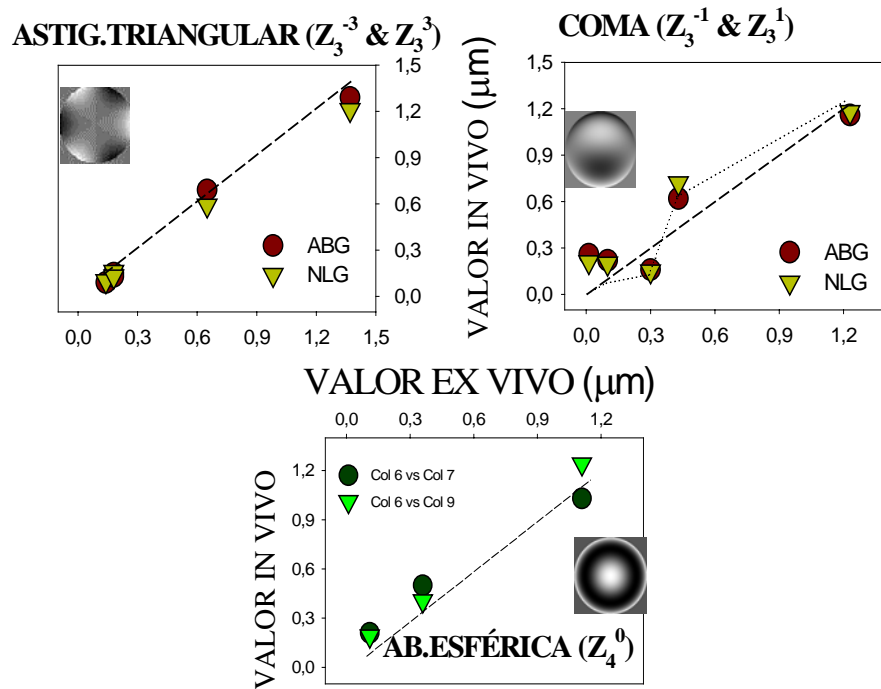 ASTIG.TRIANGULAR (Z₃⁻³ & Z₃³)
COMA (Z₃⁻¹ & Z₃¹)
1,5
1,2
0,9
0,6
0,3
0,0
ABG
NLG
0,0 0,3 0,6 0,9 1,2 1,5
VALOR IN VIVO (μm)
1,5
1,2
0,9
0,6
0,3
0,0
ABG
NLG
0,0 0,3 0,6 0,9 1,2
VALOR EX VIVO (μm)
0,0 0,3 0,6 0,9 1,2
VALOR IN VIVO
1,2
0,9
0,6
0,3
0,0
Col 6 vs Col 7
Col 6 vs Col 9
AB.ESFÉRICA (Z₄⁰)